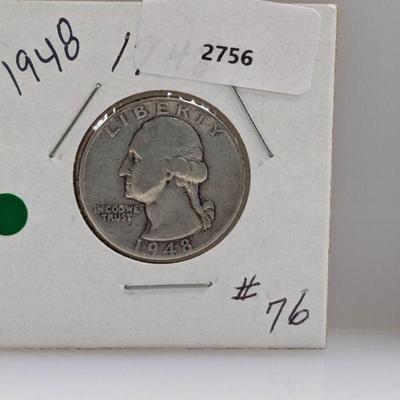 1948
2756
LIBERTY
IN GOD WE
TRUST
1948
# 76